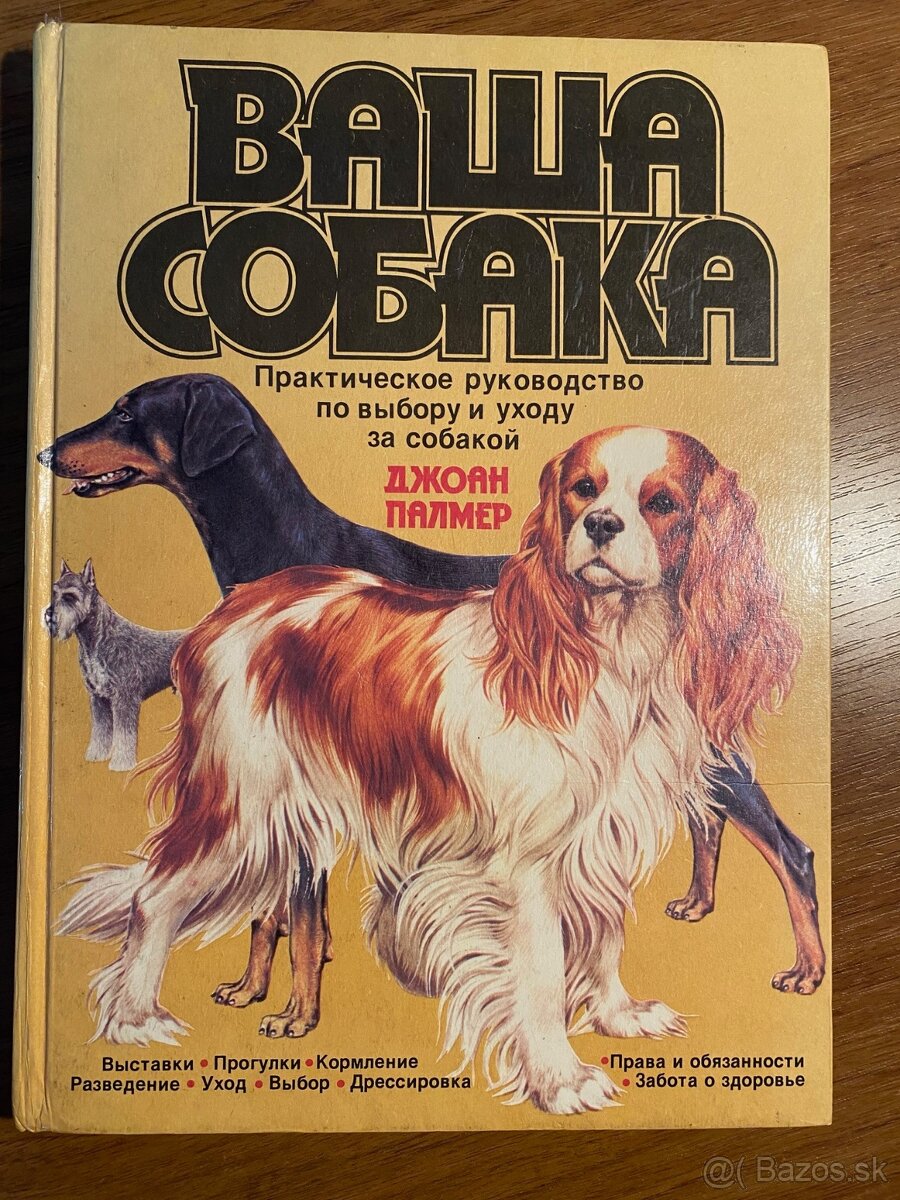 ВАША
СОБАКА
Практическое руководство
по выбору и уходу
за собакой
ДЖОАН
ПАЛМЕР
Выставки • Прогулки • Кормление
Разведение • Уход • Выбор • Дрессировка
•Права и обязанности
• Забота о здоровье
@( Bazos.sk